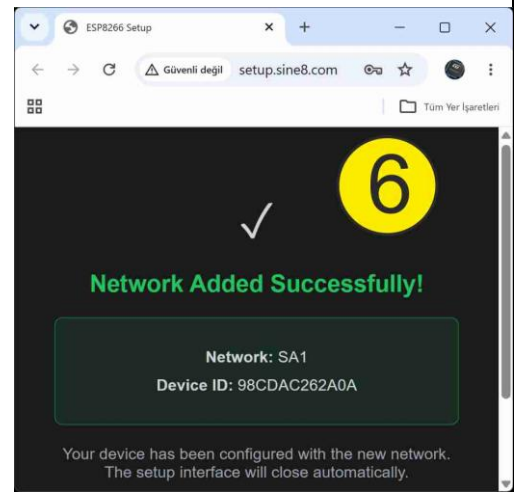 ESP8266 Setup
Güvenli değil setup.sine8.com
Tüm Yer İşaretleri
6
✓
Network Added Successfully!
Network: SA1
Device ID: 98CDAC262A0A
Your device has been configured with the new network.
The setup interface will close automatically.